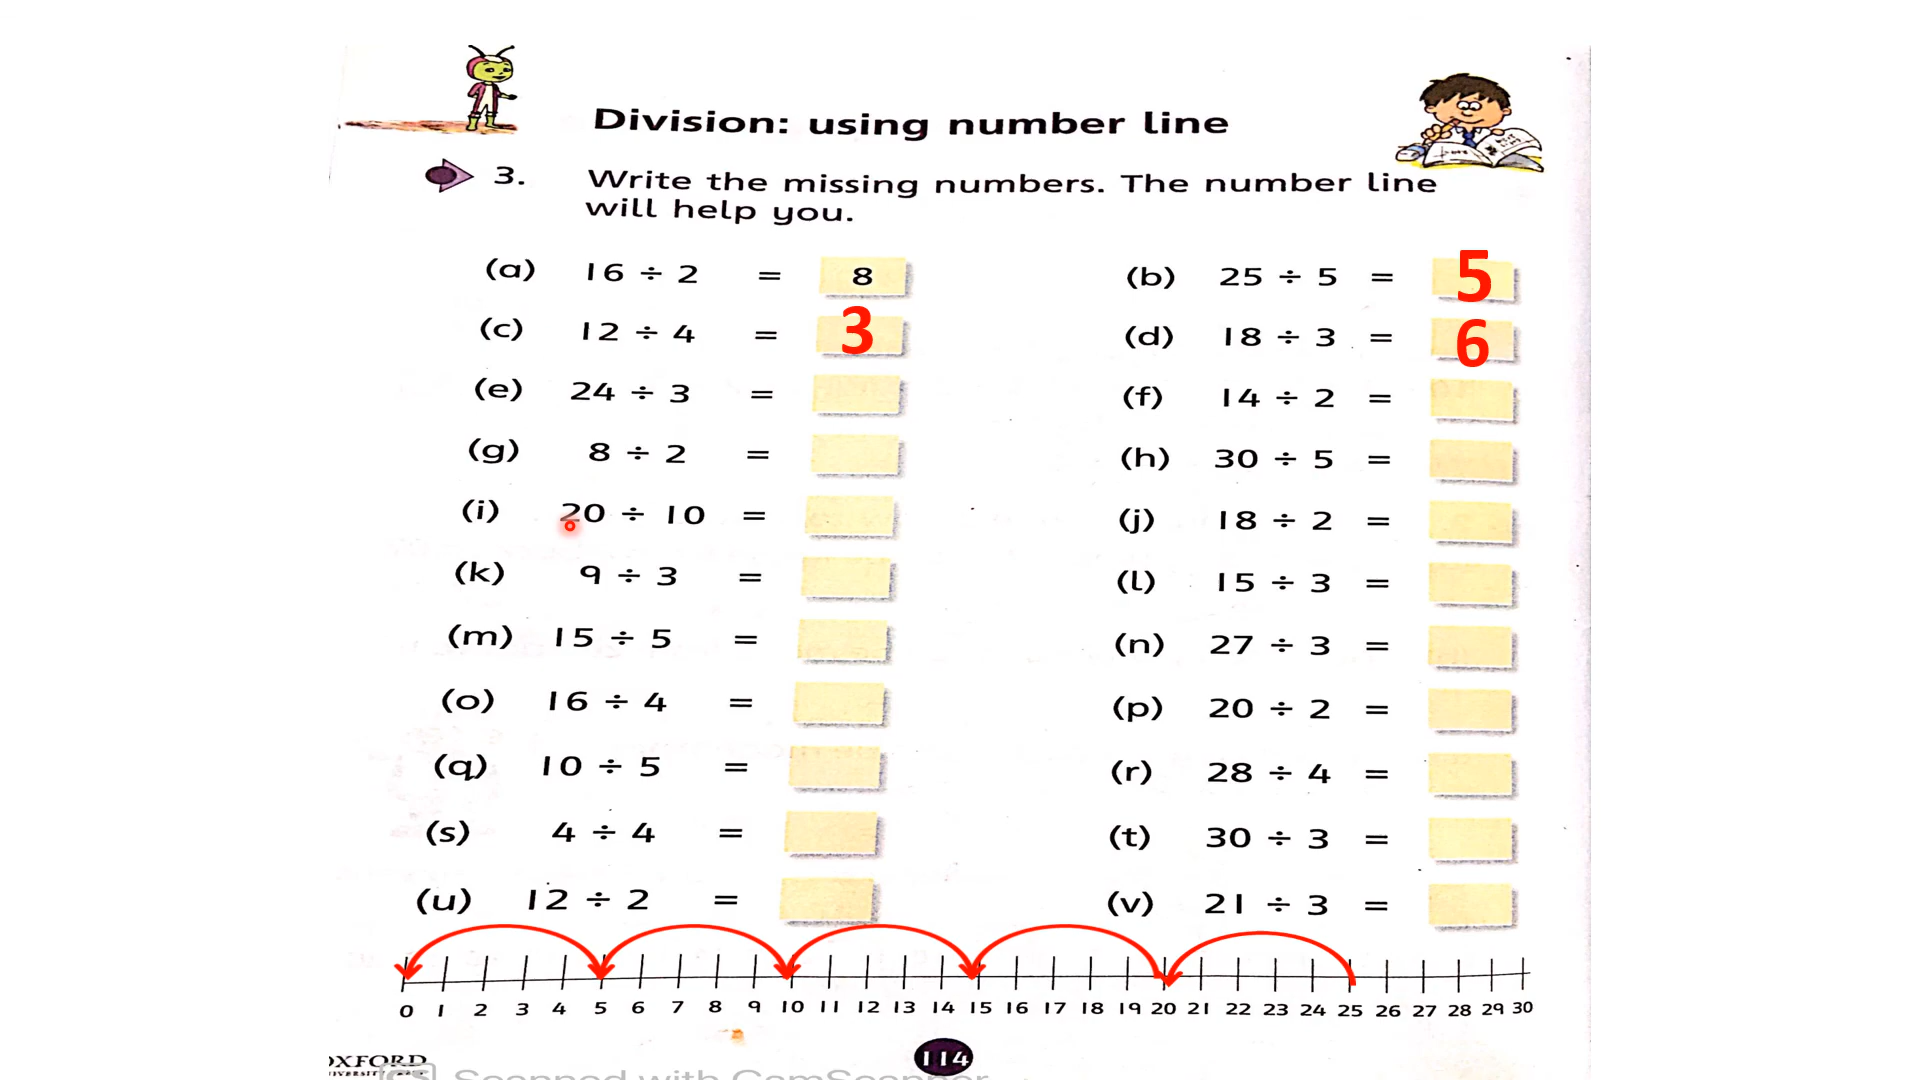 Division: using number line
3. Write the missing numbers. The number line
will help you.
(a) 16 ÷ 2 = 8
(b) 25 ÷ 5 = 5
(c) 12 ÷ 4 = 3
(d) 18 ÷ 3 = 6
(e) 24 ÷ 3 =
(f) 14 ÷ 2 =
(g) 8 ÷ 2 =
(h) 30 ÷ 5 =
(i) 20 ÷ 10 =
(j) 18 ÷ 2 =
(k) 9 ÷ 3 =
(l) 15 ÷ 3 =
(m) 15 ÷ 5 =
(n) 27 ÷ 3 =
(o) 16 ÷ 4 =
(p) 20 ÷ 2 =
(q) 10 ÷ 5 =
(r) 28 ÷ 4 =
(s) 4 ÷ 4 =
(t) 30 ÷ 3 =
(u) 12 ÷ 2 =
(v) 21 ÷ 3 =
0 1 2 3 4 5 6 7 8 9 10 11 12 13 14 15 16 17 18 19 20 21 22 23 24 25 26 27 28 29 30
114
OXFORD
CS Scanned with CamScanner